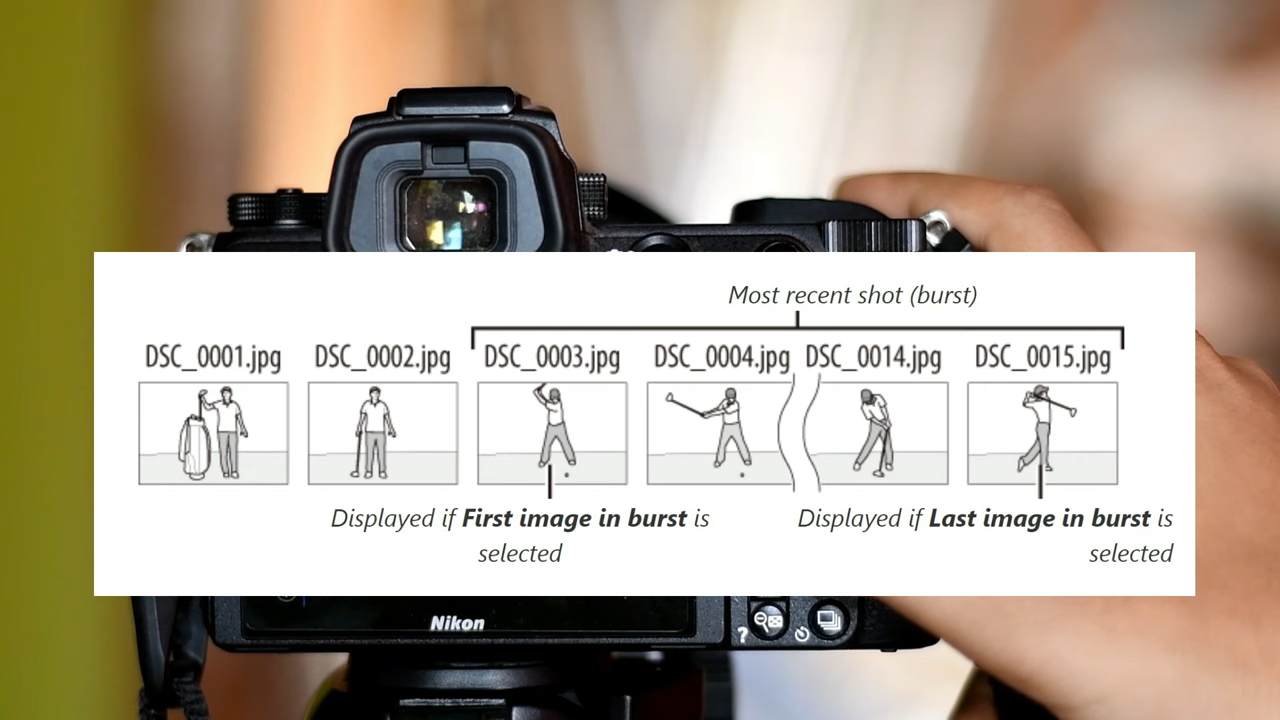 Most recent shot (burst)
DSC_0001.jpg DSC_0002.jpg DSC_0003.jpg DSC_0004.jpg DSC_0014.jpg DSC_0015.jpg
Displayed if First image in burst is
selected
Displayed if Last image in burst is
selected
Nikon
?